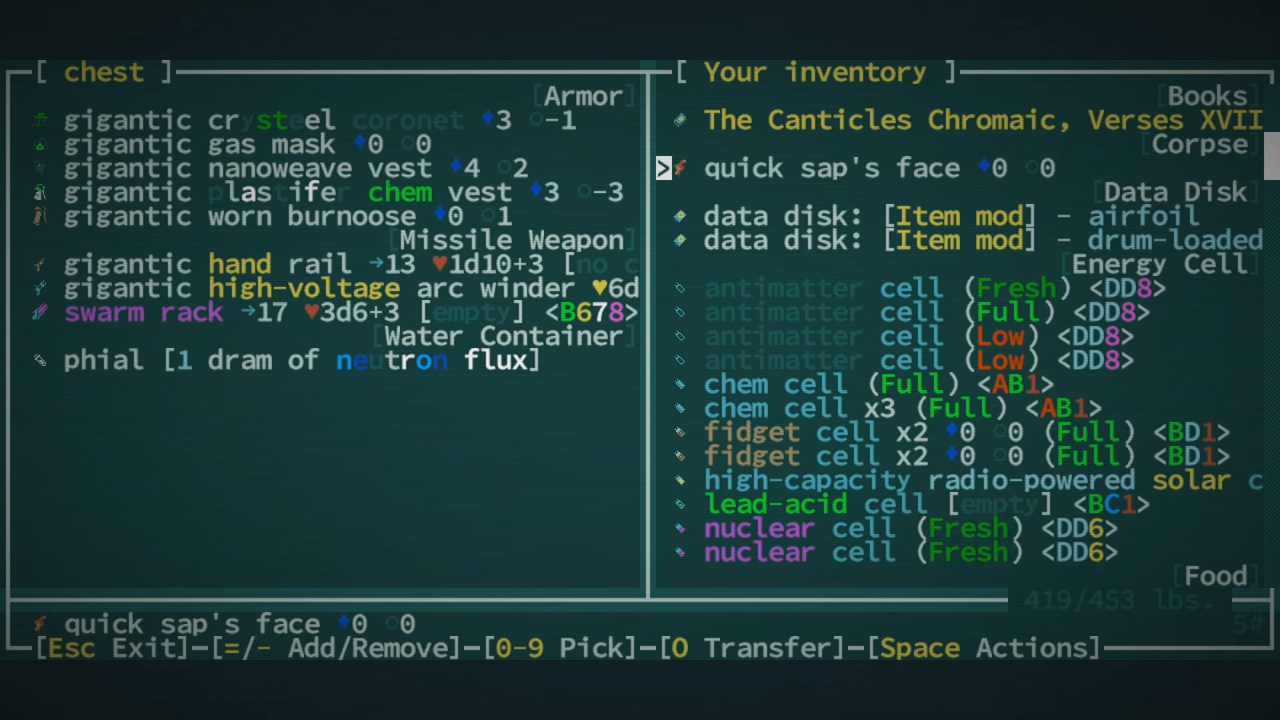 [ chest ]
[Armor]
gigantic crysteel coronet ♦3 ○-1
gigantic gas mask ♦0 ○0
gigantic nanoweave vest ♦4 ○2
gigantic plastifer chem vest ♦3 ○-3
gigantic worn burnoose ♦0 ○1
[Missile Weapon]
gigantic hand rail →13 ♥1d10+3 [no c
gigantic high-voltage arc winder ♥6d
swarm rack →17 ♥3d6+3 [empty] <B678>
[Water Container]
phial [1 dram of neutron flux]
[ Your inventory ]
[Books]
The Canticles Chromaic, Verses XVII
[Corpse]
> quick sap's face ♦0 ○0
[Data Disk]
data disk: [Item mod] - airfoil
data disk: [Item mod] - drum-loaded
[Energy Cell]
antimatter cell (Fresh) <DD8>
antimatter cell (Full) <DD8>
antimatter cell (Low) <DD8>
antimatter cell (Low) <DD8>
chem cell (Full) <AB1>
chem cell x3 (Full) <AB1>
fidget cell x2 ♦0 ○0 (Full) <BD1>
fidget cell x2 ♦0 ○0 (Full) <BD1>
high-capacity radio-powered solar c
lead-acid cell [empty] <BC1>
nuclear cell (Fresh) <DD6>
nuclear cell (Fresh) <DD6>
[Food]
419/453 lbs.
quick sap's face ♦0 ○0
5#
[Esc Exit]-[=/- Add/Remove]-[0-9 Pick]-[O Transfer]-[Space Actions]